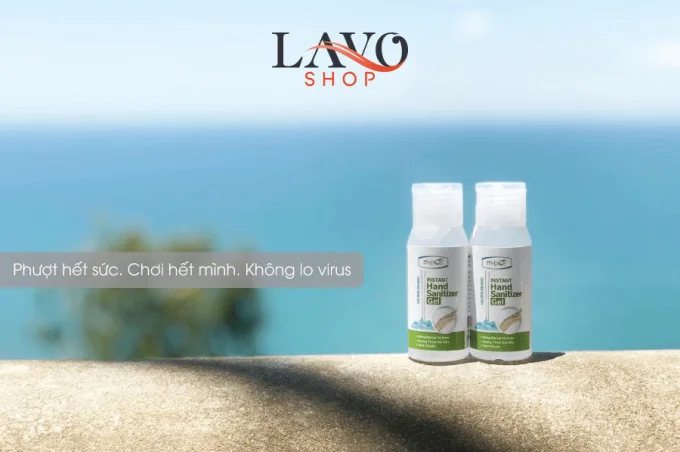 LAVO
SHOP
Phượt hết sức. Chơi hết mình. Không lo virus
INSTANT
Hand
Sanitizer
Gel
INSTANT
Hand
Sanitizer
Gel